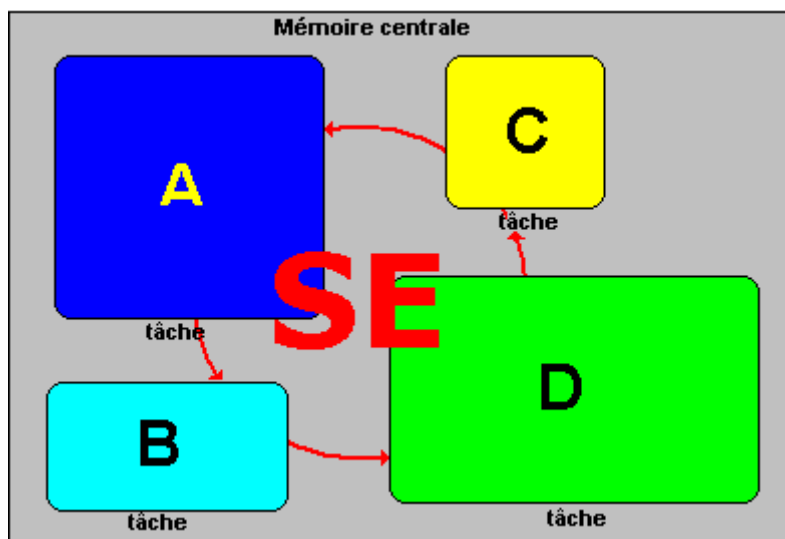 Mémoire centrale
A
tâche
C
tâche
SE
B
tâche
D
tâche